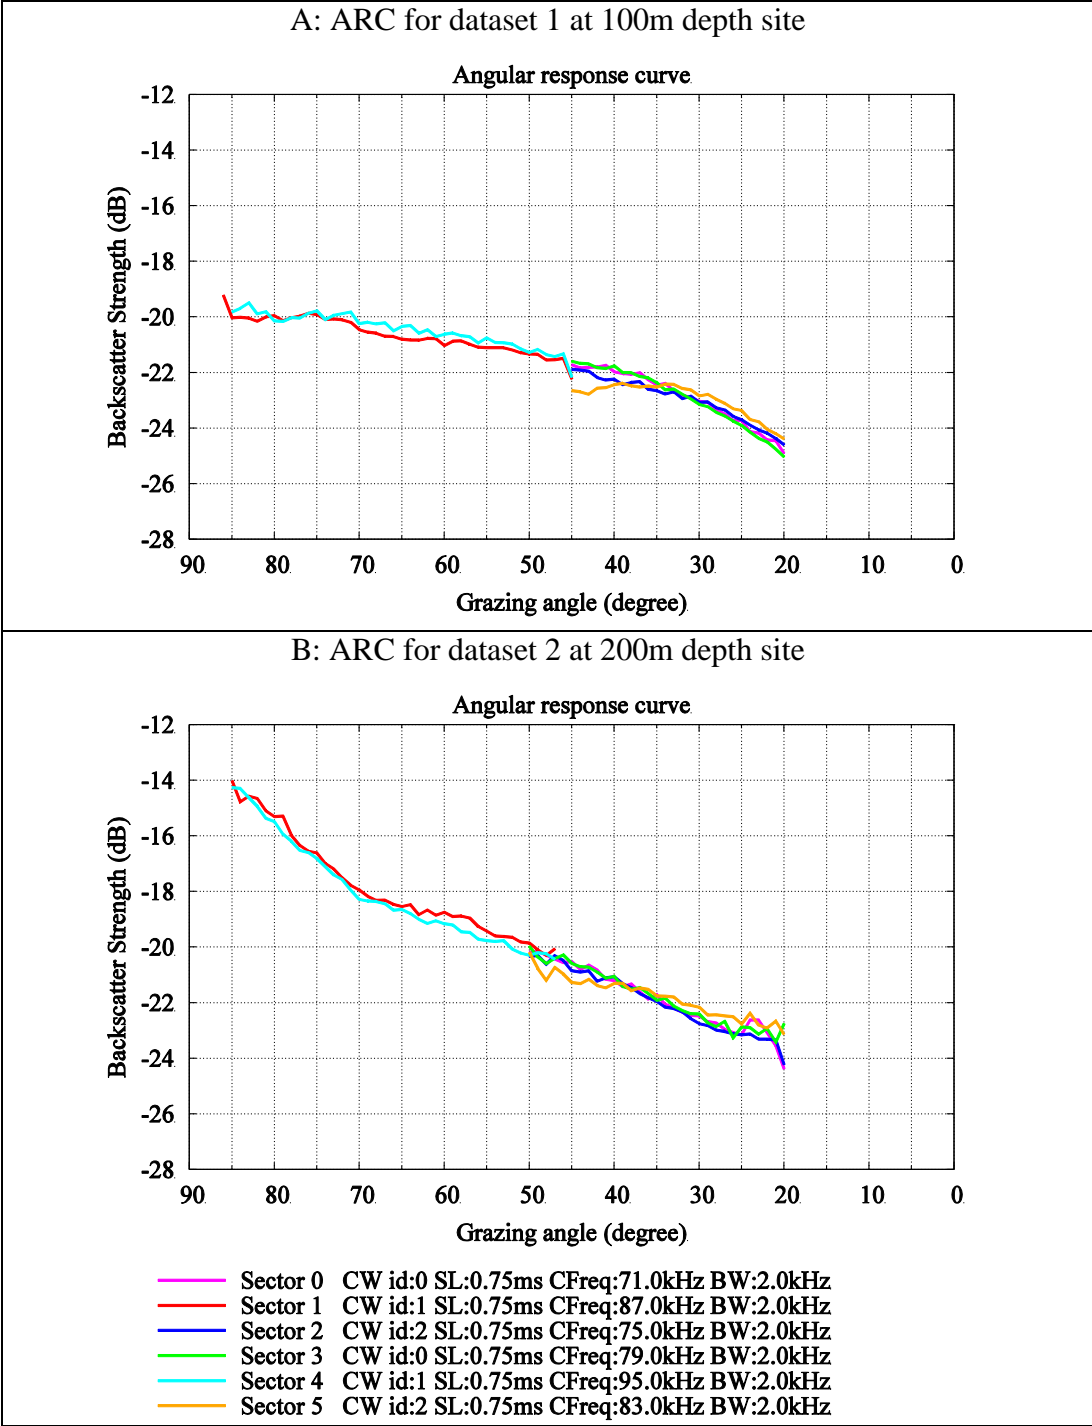 A: ARC for dataset 1 at 100m depth site
Angular response curve
-12
-14
-16
-18
-20
-22
-24
-26
-28
Backscatter Strength (dB)
90 80 70 60 50 40 30 20 10 0
Grazing angle (degree)
B: ARC for dataset 2 at 200m depth site
Angular response curve
-12
-14
-16
-18
-20
-22
-24
-26
-28
Backscatter Strength (dB)
90 80 70 60 50 40 30 20 10 0
Grazing angle (degree)
Sector 0 CW id:0 SL:0.75ms CFreq:71.0kHz BW:2.0kHz
Sector 1 CW id:1 SL:0.75ms CFreq:87.0kHz BW:2.0kHz
Sector 2 CW id:2 SL:0.75ms CFreq:75.0kHz BW:2.0kHz
Sector 3 CW id:0 SL:0.75ms CFreq:79.0kHz BW:2.0kHz
Sector 4 CW id:1 SL:0.75ms CFreq:95.0kHz BW:2.0kHz
Sector 5 CW id:2 SL:0.75ms CFreq:83.0kHz BW:2.0kHz